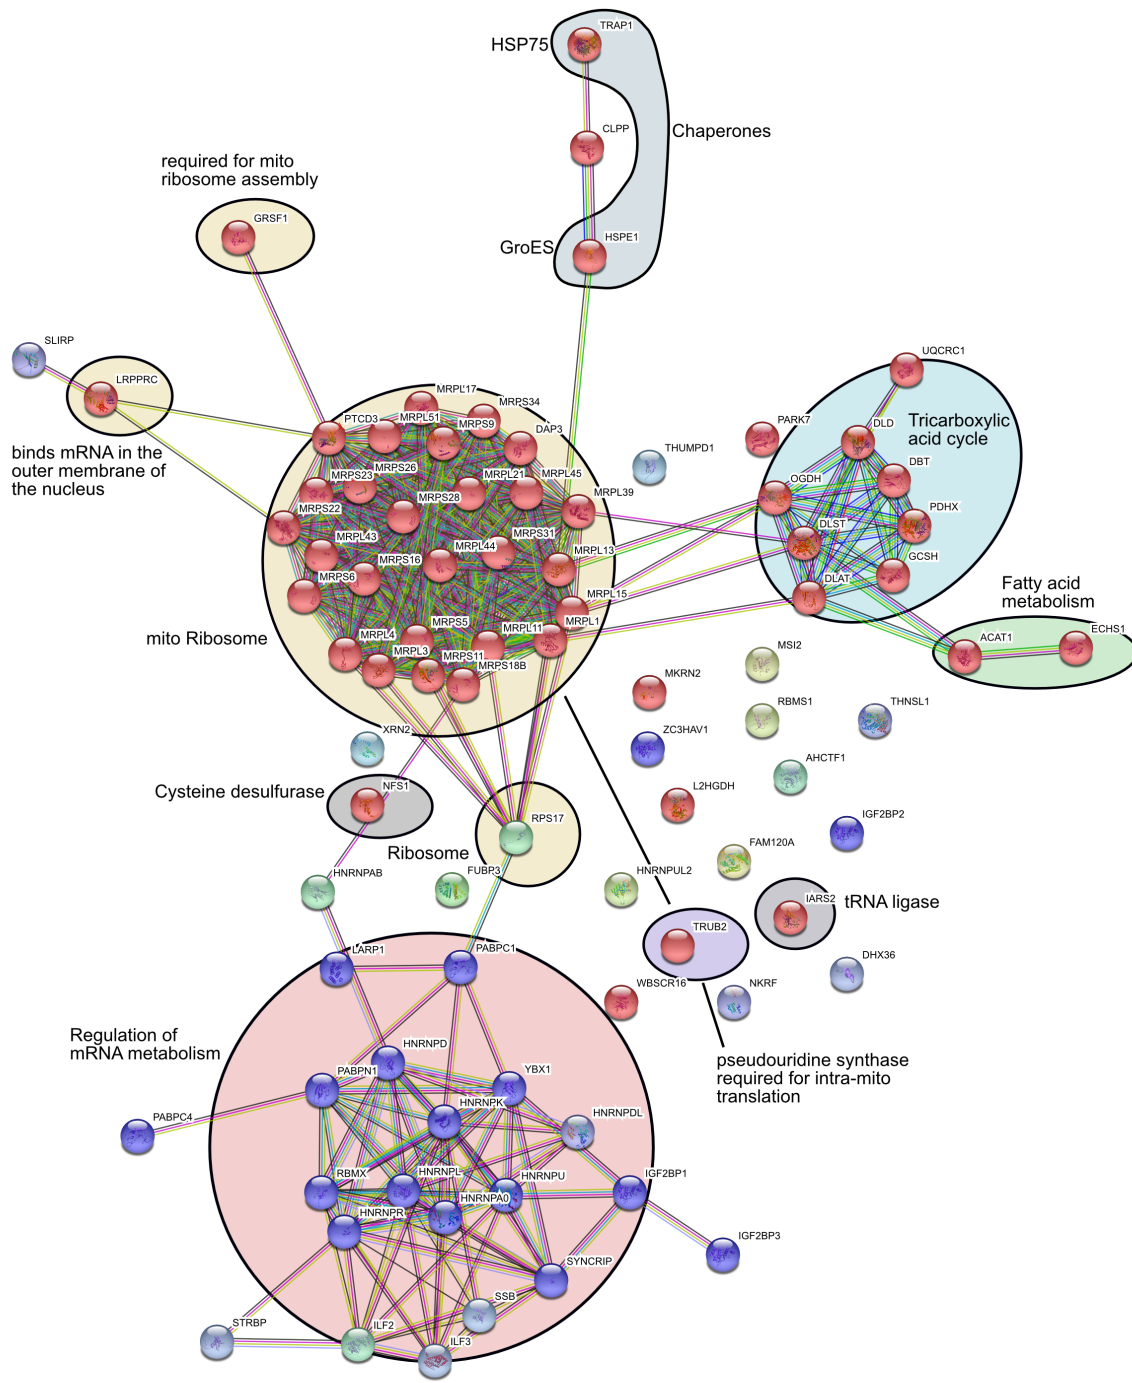 TRAP1
HSP75
CLPP
Chaperones
required for mito
ribosome assembly
GRSF1
GroES
HSPE1
SLIRP
LRPPRC
binds mRNA in the
outer membrane of
the nucleus
UQCRC1
Tricarboxylic
acid cycle
PARK7
DLD
DBT
OGDH
PDHX
DLST
GCSH
DLAT
THUMPD1
MRPL17
MRPS34
PTCD3
MRPL51
MRPS9
DAP3
MRPS23
MRPS26
MRPL21
MRPL45
MRPS22
MRPS28
MRPL39
MRPL43
MRPS31
MRPL44
MRPL13
MRPS6
MRPS16
MRPL15
MRPS5
MRPL11
MRPL1
MRPL4
MRPL3
MRPS11
MRPS18B
mito Ribosome
Fatty acid
metabolism
ACAT1
ECHS1
MSI2
MKRN2
RBMS1
THNSL1
ZC3HAV1
AHCTF1
L2HGDH
IGF2BP2
FAM120A
HNRNPUL2
XRN2
Cysteine desulfurase
NFS1
RPS17
Ribosome
HNRNPAB
FUBP3
IARS2
tRNA ligase
TRUB2
DHX36
WBSCR16
NKRF
pseudouridine synthase
required for intra-mito
translation
LARP1
PABPC1
Regulation of
mRNA metabolism
HNRNPD
PABPN1
YBX1
HNRNPK
HNRNPDL
PABPC4
RBMX
HNRNPL
HNRNPU
IGF2BP1
HNRNPR
HNRNPA0
IGF2BP3
SYNCRIP
SSB
STRBP
ILF2
ILF3